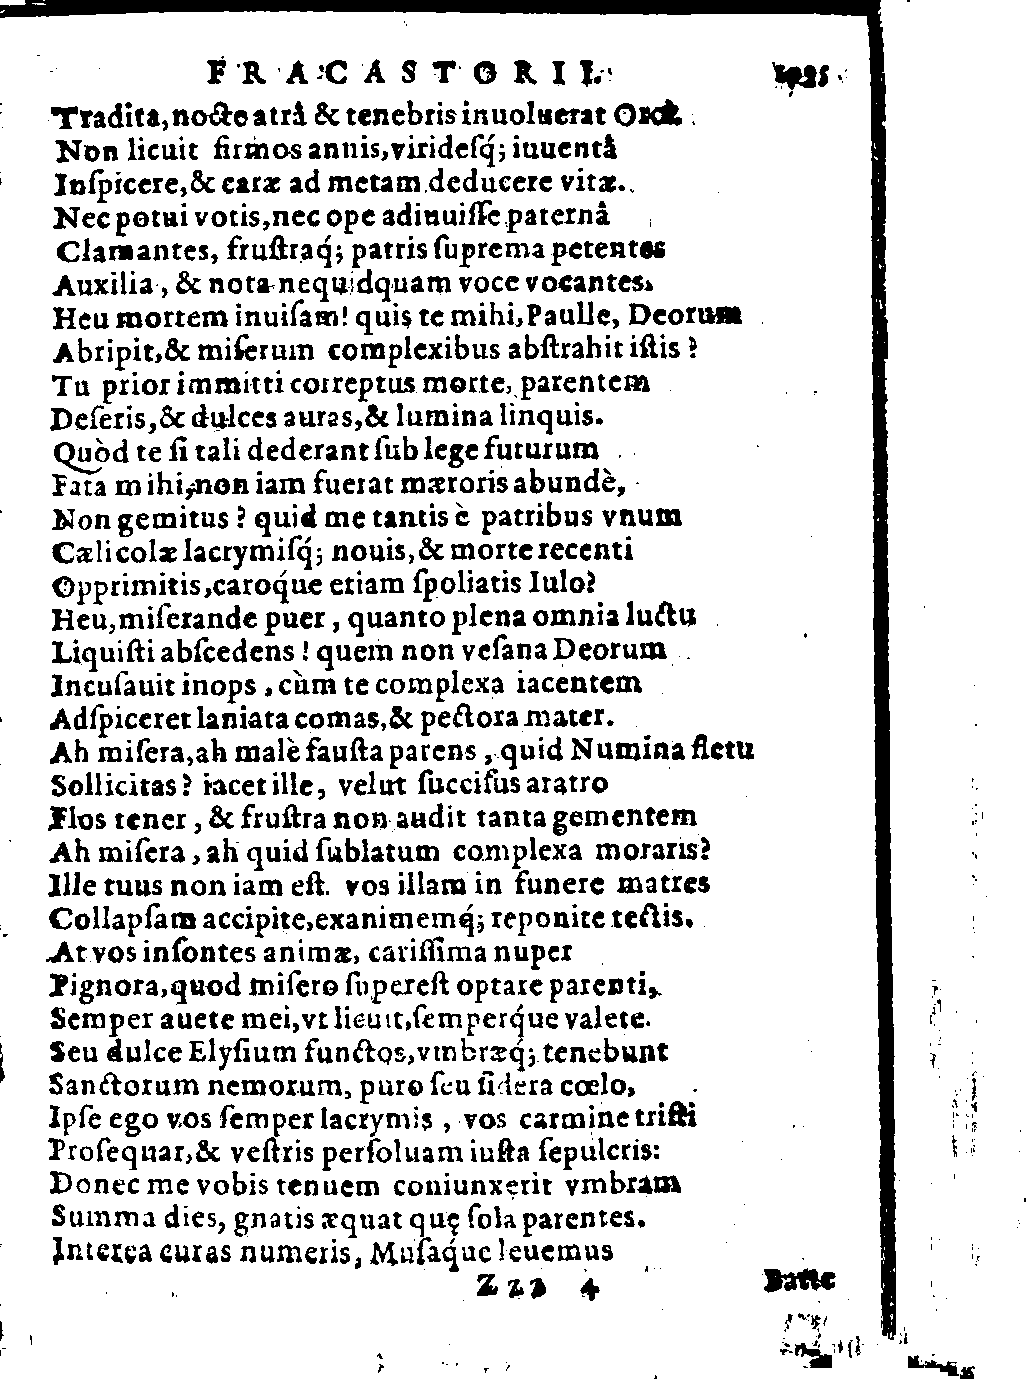 FRACASTORII.
Tradita, nocte atrâ & tenebris inuoluerat Orcꝰ.
Non licuit firmos annis, viridesq́; iuuentâ
Inſpicere, & caræ ad metam deducere vitæ.
Nec potui votis, nec ope adiuuiſſe paternâ
Clamantes, fruſtraq́; patris ſuprema petentes
Auxilia, & nota nequidquam voce vocantes.
Heu mortem inuiſam! quis te mihi, Paulle, Deorum
Abripit, & miſerum complexibus abſtrahit iſtis?
Tu prior immitti correptus morte, parentem
Deſeris, & dulces auras, & lumina linquis.
Quòd te ſi tali dederant ſub lege futurum
Fata mihi, non iam fuerat mæroris abundè,
Non gemitus? quid me tantis è patribus vnum
Cælicolæ lacrymiſq́; nouis, & morte recenti
Opprimitis, caroq́ue etiam ſpoliatis Iulo?
Heu, miſerande puer, quanto plena omnia luctu
Liquiſti abſcedens! quem non veſana Deorum
Incuſauit inops, cùm te complexa iacentem
Adſpiceret laniata comas, & pectora mater.
Ah miſera, ah malè fauſta parens, quid Numina fletu
Sollicitas? iacet ille, velut ſucciſus aratro
Flos tener, & fruſtra non audit tanta gementem
Ah miſera, ah quid ſublatum complexa moraris?
Ille tuus non iam eſt. vos illam in funere matres
Collapſam accipite, exanimemq́; reponite tectis.
At vos inſontes animæ, cariſſima nuper
Pignora, quod miſero ſupereſt optare parenti,
Semper auete mei, vt licuit, ſemperq́ue valete.
Seu dulce Elyſium functos, vmbræq́; tenebunt
Sanctorum nemorum, puro ſeu ſidera cœlo,
Ipſe ego vos ſemper lacrymis, vos carmine triſti
Proſequar, & veſtris perſoluam iuſta ſepulcris:
Donec me vobis tenuem coniunxerit vmbram
Summa dies, gnatis æquat quę ſola parentes.
Interea curas numeris, Muſaq́ue leuemus
Zzz 4 Batte